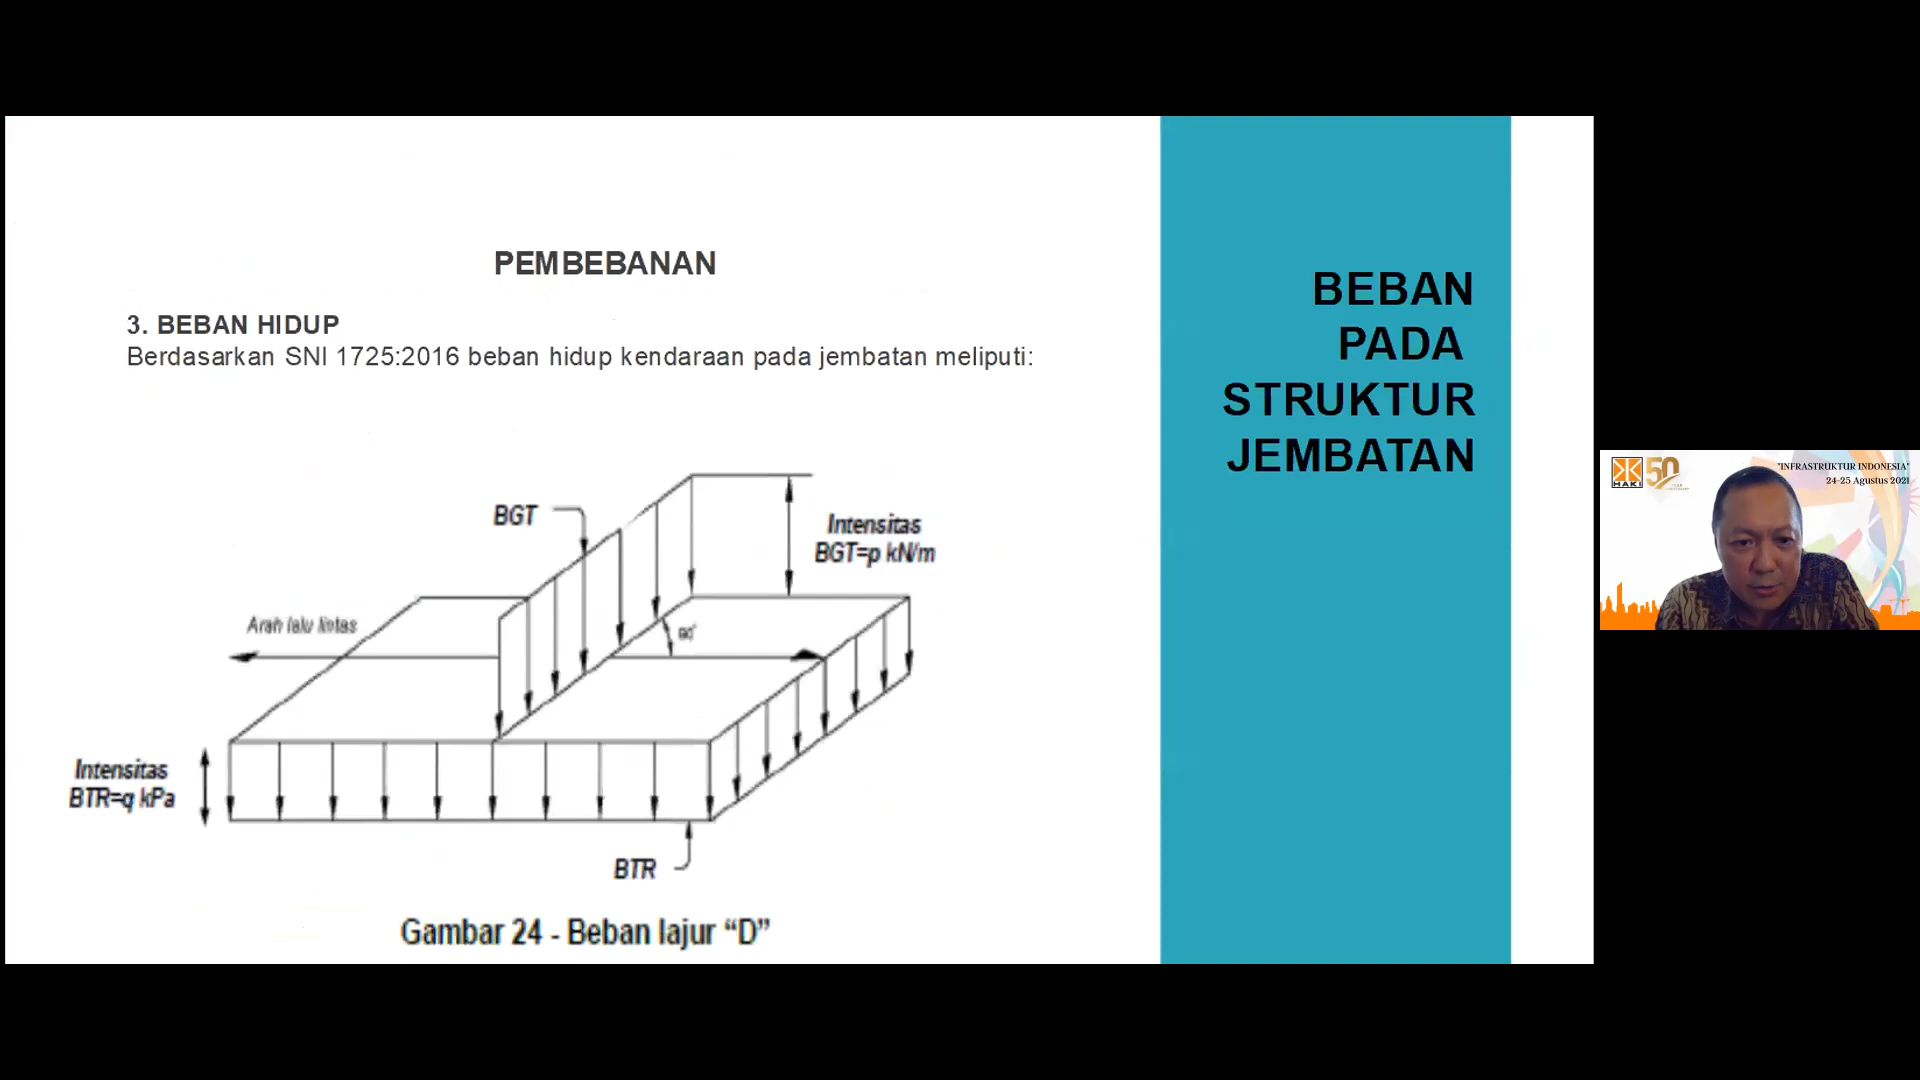 PEMBEBANAN
3. BEBAN HIDUP
Berdasarkan SNI 1725:2016 beban hidup kendaraan pada jembatan meliputi:
BGT
Intensitas
BGT=p kN/m
Arah lalu lintas
90°
Intensitas
BTR=q kPa
BTR
Gambar 24 - Beban lajur “D”
BEBAN
PADA
STRUKTUR
JEMBATAN
HAKI
50
"INFRASTRUKTUR INDONESIA"
24-25 Agustus 2021